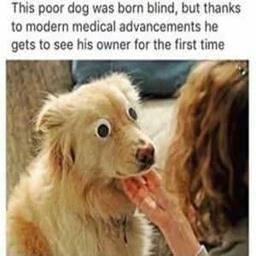 This poor dog was born blind, but thanks
to modern medical advancements he
gets to see his owner for the first time